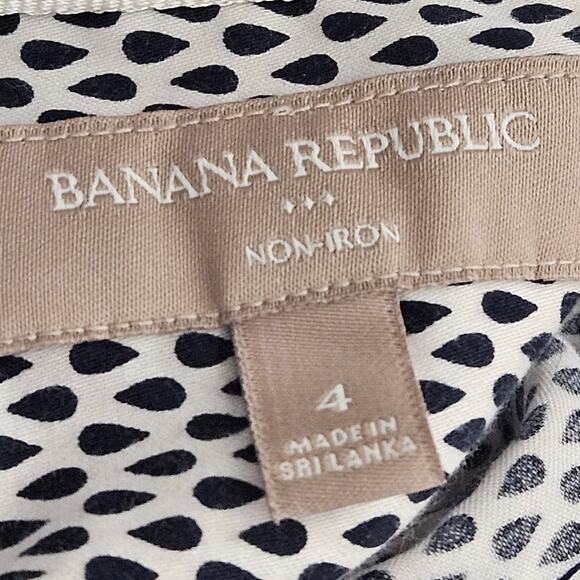 BANANA REPUBLIC
NON-IRON
4
MADE IN
SRI LANKA